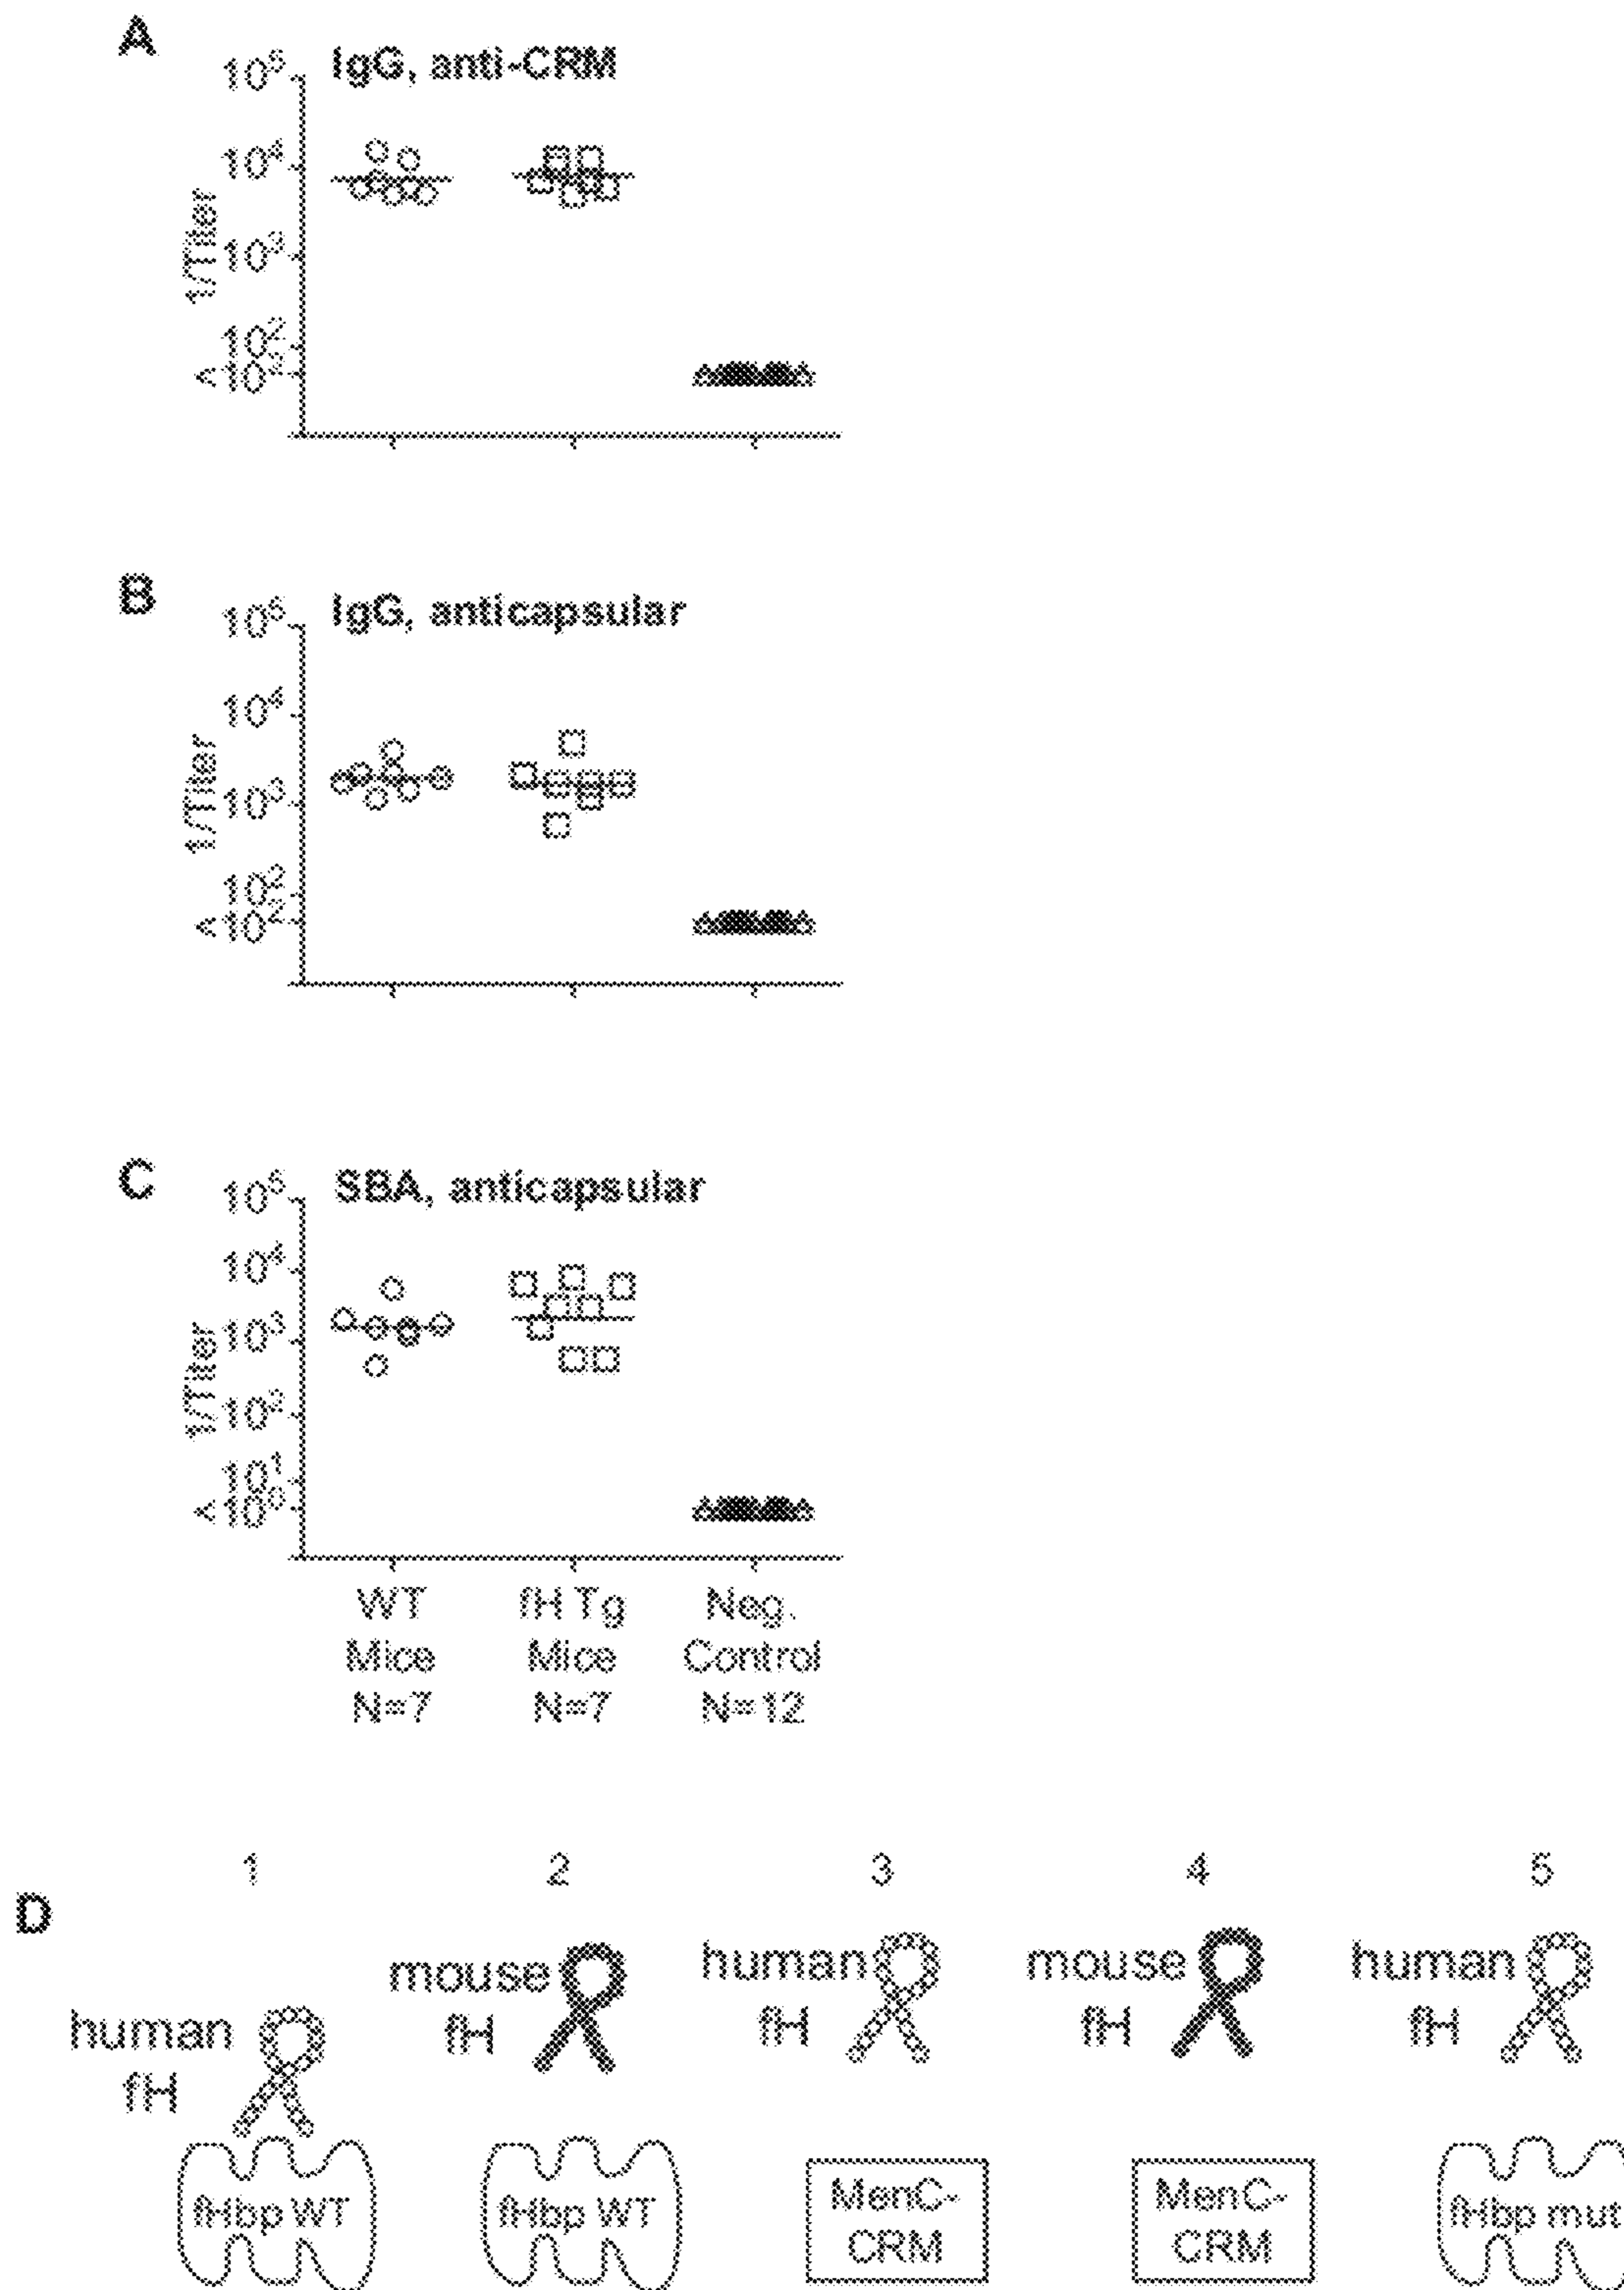 A
IgG, anti-CRM
10⁵
10⁴
10³
10²
<10²
1/Titer
B
IgG, anticapsular
10⁵
10⁴
10³
10²
<10²
1/Titer
C
SBA, anticapsular
10⁵
10⁴
10³
10²
10¹
<10⁰
1/Titer
WT Mice N=7
fH Tg Mice N=7
Neg. Control N=12
D
1 2 3 4 5
human fH
mouse fH
human fH
mouse fH
human fH
fHbp WT
fHbp WT
MenC-
CRM
MenC-
CRM
fHbp mut